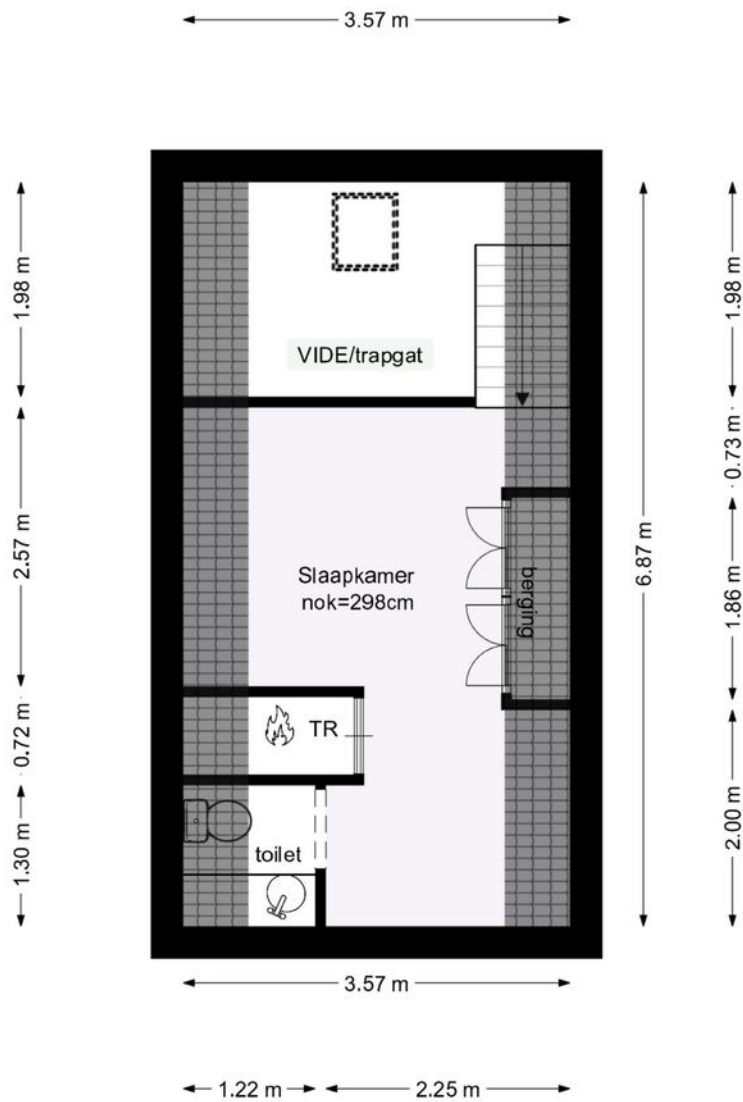 3.57 m
1.98 m
2.57 m
0.72 m
1.30 m
VIDE/trapgat
Slaapkamer
nok=298cm
berging
TR
toilet
6.87 m
1.98 m
0.73 m
1.86 m
2.00 m
3.57 m
1.22 m
2.25 m